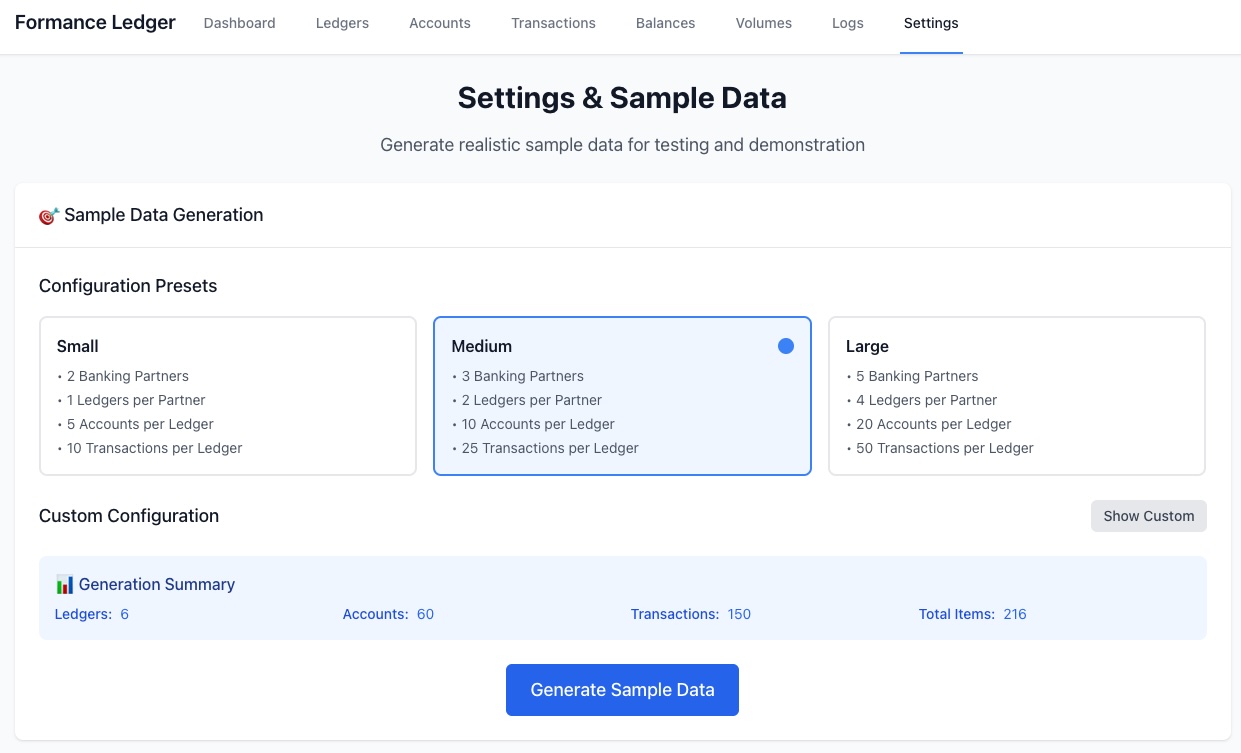 Formance Ledger Dashboard Ledgers Accounts Transactions Balances Volumes Logs Settings
Settings & Sample Data
Generate realistic sample data for testing and demonstration
🎯 Sample Data Generation
Configuration Presets
Small
• 2 Banking Partners
• 1 Ledgers per Partner
• 5 Accounts per Ledger
• 10 Transactions per Ledger
Medium
• 3 Banking Partners
• 2 Ledgers per Partner
• 10 Accounts per Ledger
• 25 Transactions per Ledger
Large
• 5 Banking Partners
• 4 Ledgers per Partner
• 20 Accounts per Ledger
• 50 Transactions per Ledger
Custom Configuration
Show Custom
📊 Generation Summary
Ledgers: 6 Accounts: 60 Transactions: 150 Total Items: 216
Generate Sample Data